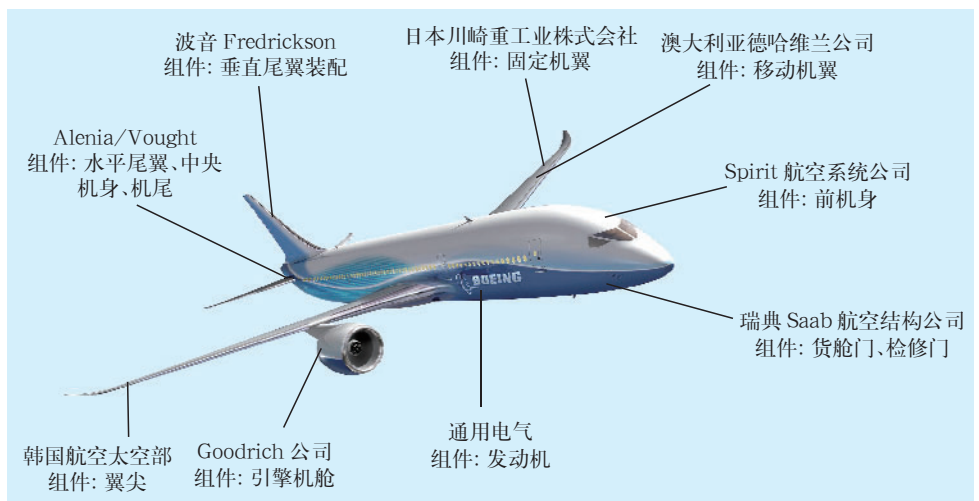 波音 Fredrickson
组件: 垂直尾翼装配
日本川崎重工业株式会社
组件: 固定机翼
澳大利亚德哈维兰公司
组件: 移动机翼
Alenia/Vought
组件: 水平尾翼、中央
机身、机尾
Spirit 航空系统公司
组件: 前机身
BOEING
瑞典 Saab 航空结构公司
组件: 货舱门、检修门
韩国航空太空部
组件: 翼尖
Goodrich 公司
组件: 引擎机舱
通用电气
组件: 发动机